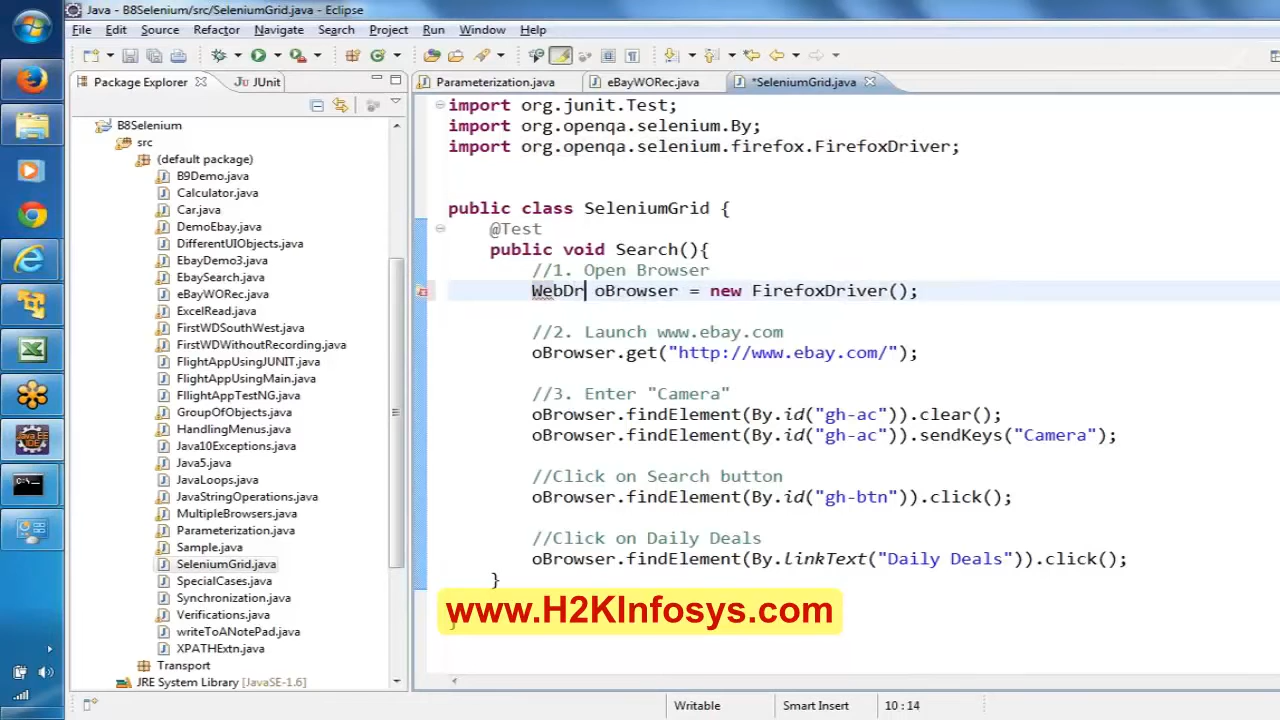 Java - B8Selenium/src/SeleniumGrid.java - Eclipse
File Edit Source Refactor Navigate Search Project Run Window Help
Package Explorer Ju JUnit
Parameterization.java eBayWORec.java *SeleniumGrid.java
B8Selenium
src
(default package)
B9Demo.java
Calculator.java
Car.java
DemoEbay.java
DifferentUIObjects.java
EbayDemo3.java
EbaySearch.java
eBayWORec.java
ExcelRead.java
FirstWDSouthWest.java
FirstWDWithoutRecording.java
FlightAppUsingJUNIT.java
FlightAppUsingMain.java
FllightAppTestNG.java
GroupOfObjects.java
HandlingMenus.java
Java10Exceptions.java
Java5.java
JavaLoops.java
JavaStringOperations.java
MultipleBrowsers.java
Parameterization.java
Sample.java
SeleniumGrid.java
SpecialCases.java
Synchronization.java
Verifications.java
writeToANotePad.java
XPATHExtn.java
Transport
JRE System Library [JavaSE-1.6]
import org.junit.Test;
import org.openqa.selenium.By;
import org.openqa.selenium.firefox.FirefoxDriver;
public class SeleniumGrid {
@Test
public void Search(){
//1. Open Browser
WebDr oBrowser = new FirefoxDriver();
//2. Launch www.ebay.com
oBrowser.get("http://www.ebay.com/");
//3. Enter "Camera"
oBrowser.findElement(By.id("gh-ac")).clear();
oBrowser.findElement(By.id("gh-ac")).sendKeys("Camera");
//Click on Search button
oBrowser.findElement(By.id("gh-btn")).click();
//Click on Daily Deals
oBrowser.findElement(By.linkText("Daily Deals")).click();
}
www.H2KInfosys.com
Writable Smart Insert 10 : 14